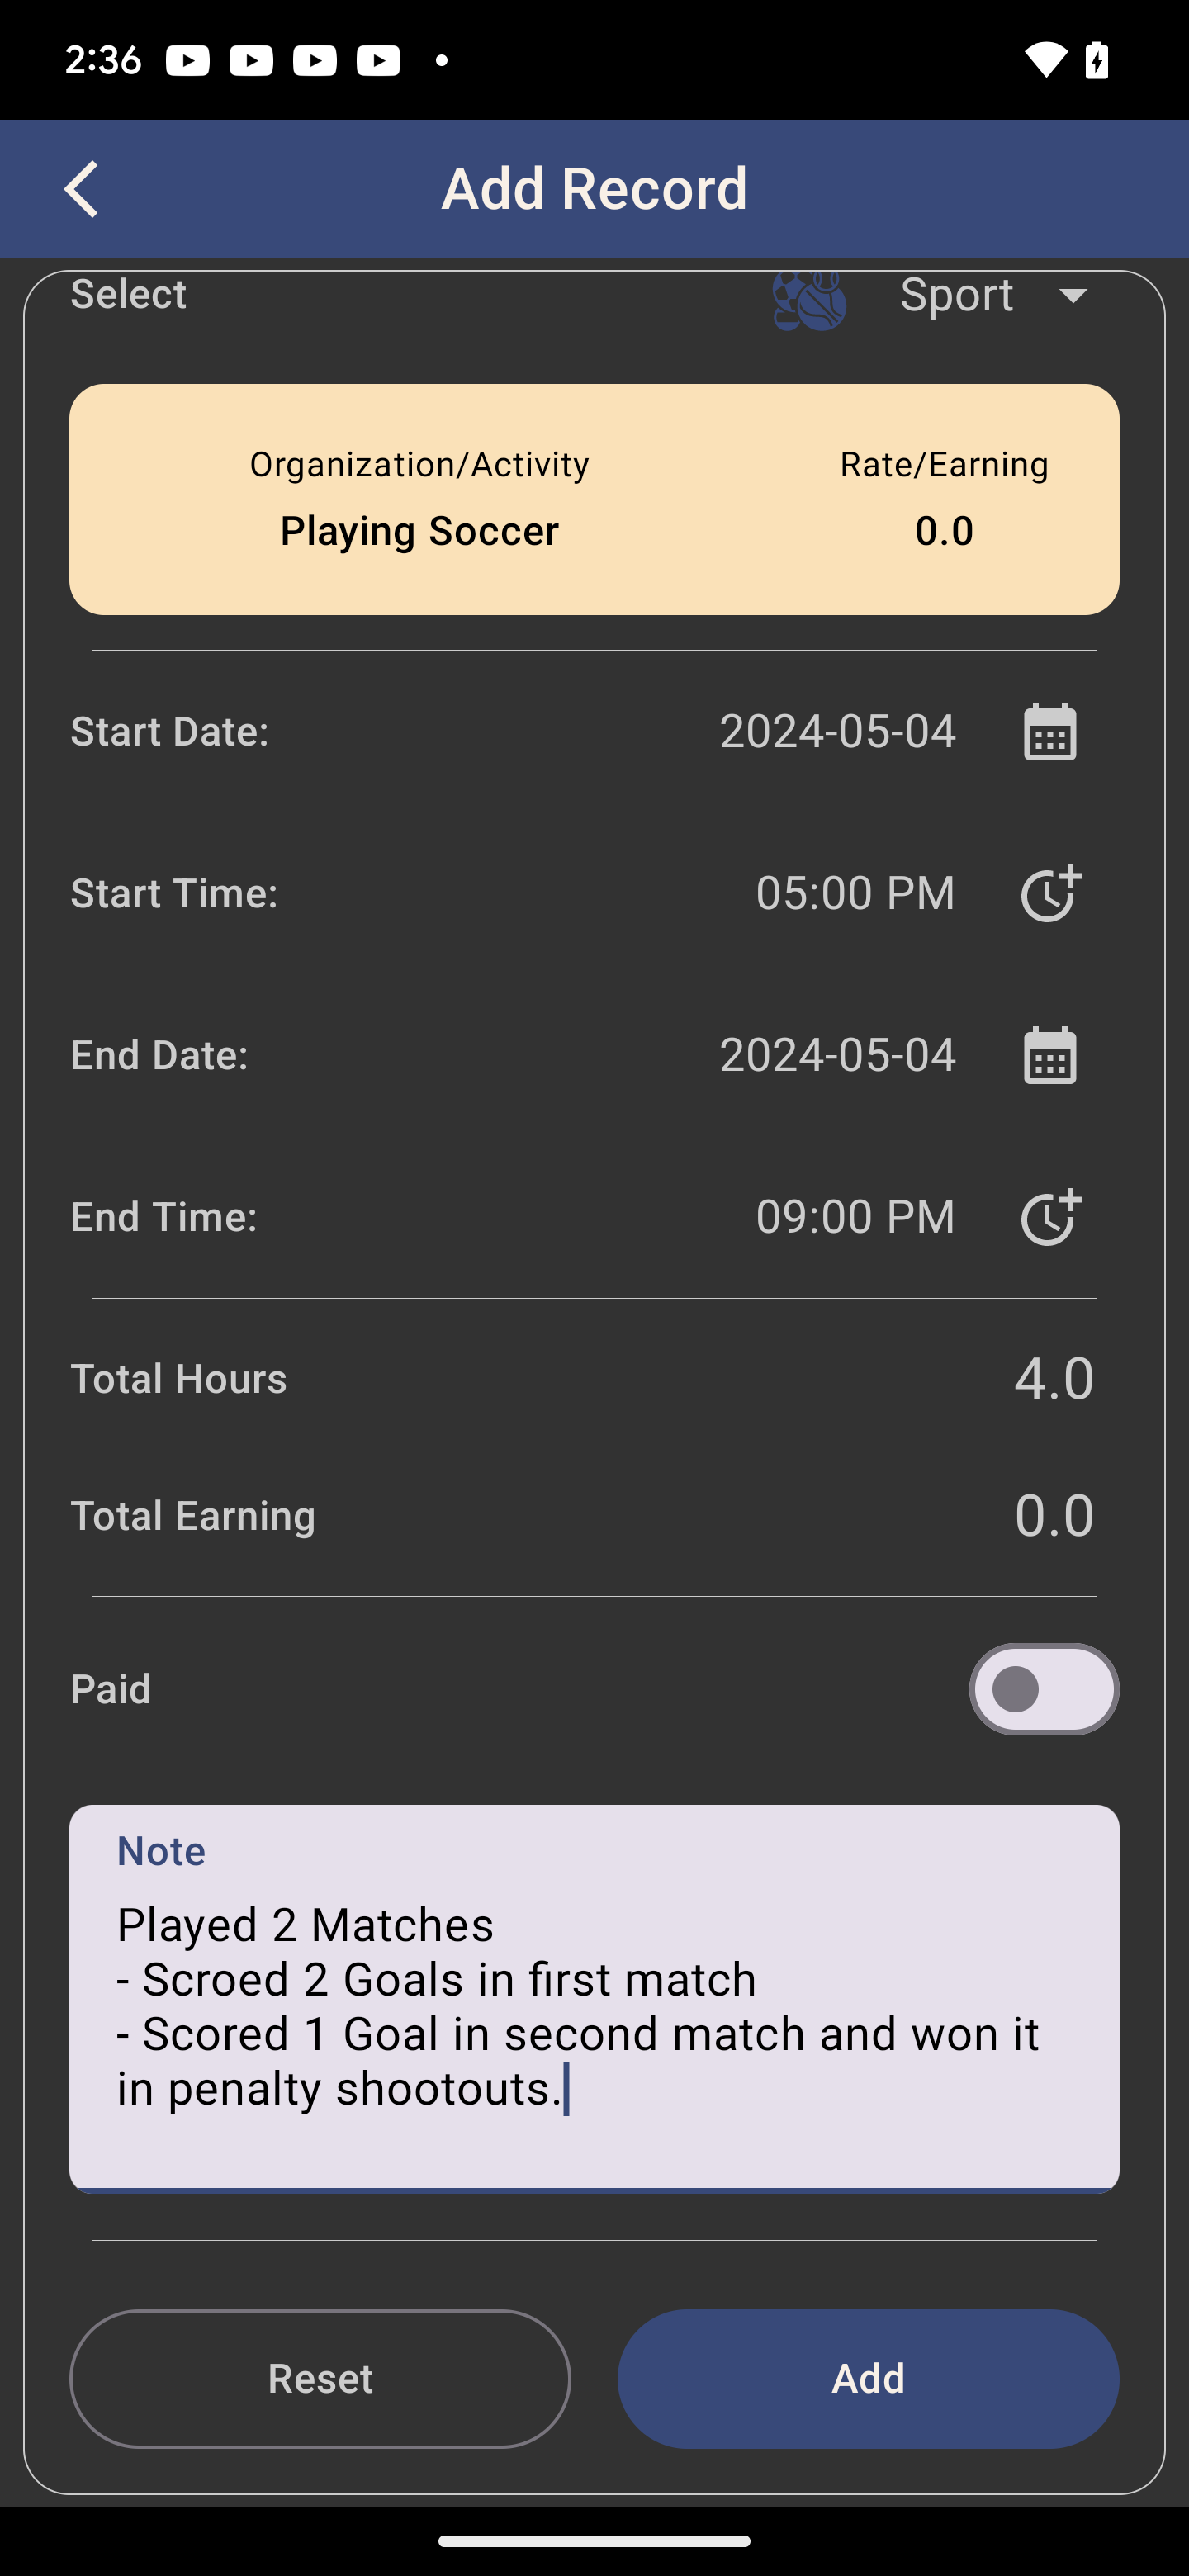 2:36
Add Record
Select Sport
Organization/Activity Rate/Earning
Playing Soccer 0.0
Start Date: 2024-05-04
Start Time: 05:00 PM
End Date: 2024-05-04
End Time: 09:00 PM
Total Hours 4.0
Total Earning 0.0
Paid
Note
Played 2 Matches
- Scroed 2 Goals in first match
- Scored 1 Goal in second match and won it
in penalty shootouts.
Reset Add